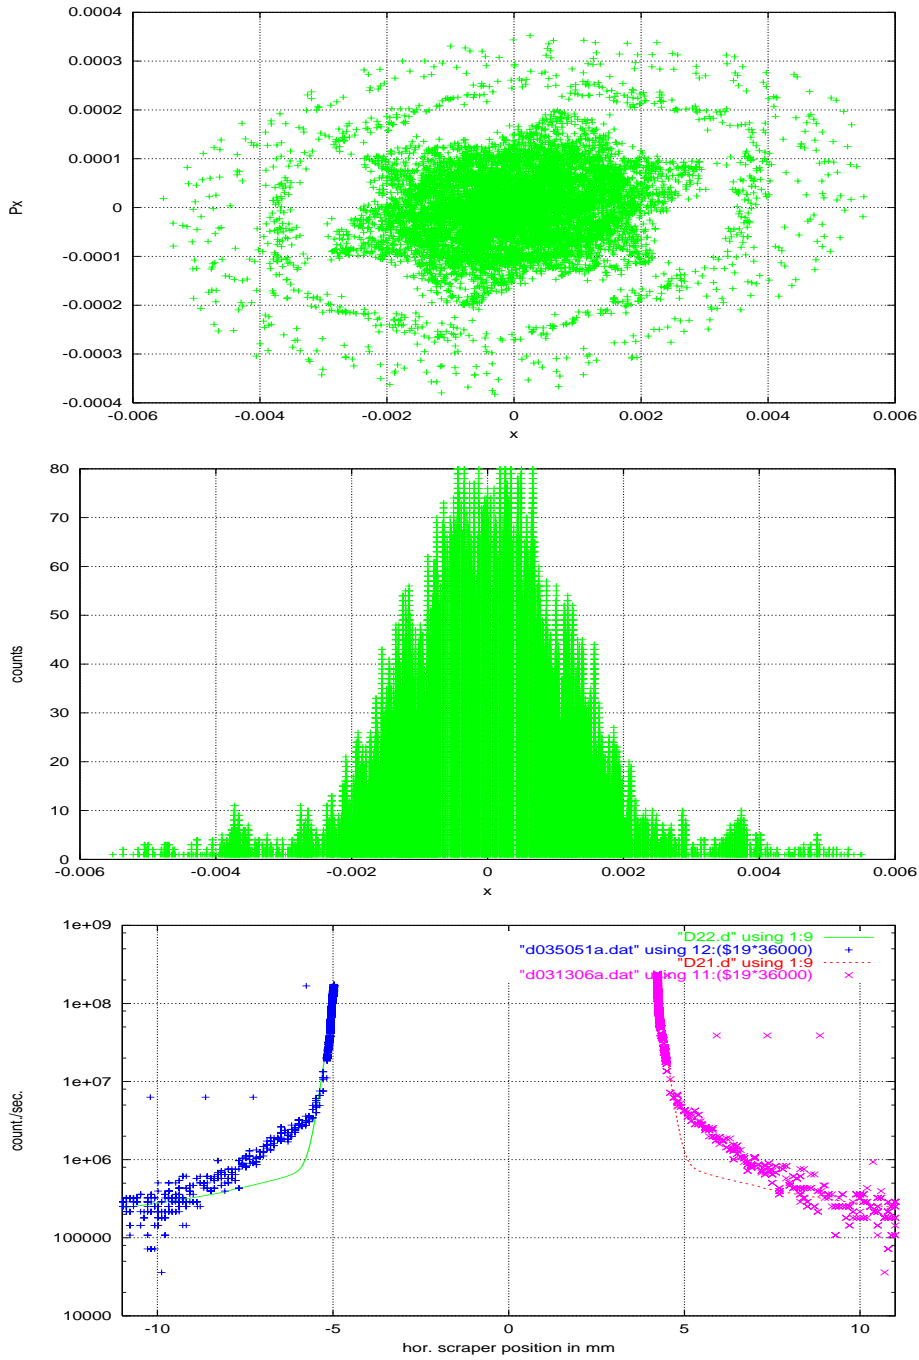 0.0004
0.0003
0.0002
0.0001
0
-0.0001
-0.0002
-0.0003
-0.0004
Px
-0.006 -0.004 -0.002 0 0.002 0.004 0.006
x
80
70
60
50
40
30
20
10
0
counts
-0.006 -0.004 -0.002 0 0.002 0.004 0.006
x
1e+09
1e+08
1e+07
1e+06
100000
10000
count./sec.
"D22.d" using 1:9
"d035051a.dat" using 12:($19*36000)
"D21.d" using 1:9
"d031306a.dat" using 11:($19*36000)
-10 -5 0 5 10
hor. scraper position in mm